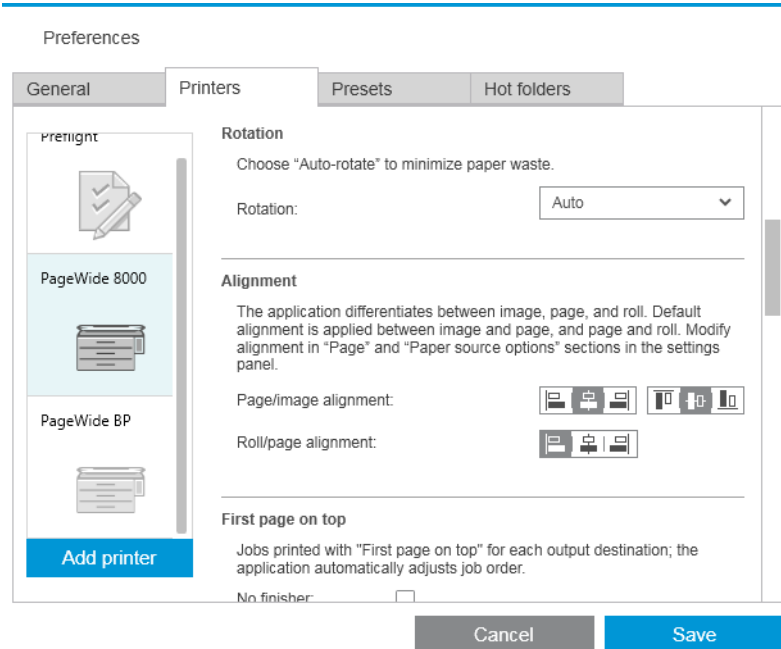 Preferences
General
Printers
Presets
Hot folders
Preflight
PageWide 8000
PageWide BP
Add printer
Rotation
Choose “Auto-rotate” to minimize paper waste.
Rotation:
Auto
Alignment
The application differentiates between image, page, and roll. Default
alignment is applied between image and page, and page and roll. Modify
alignment in “Page” and “Paper source options” sections in the settings
panel.
Page/image alignment:
Roll/page alignment:
First page on top
Jobs printed with "First page on top" for each output destination; the
application automatically adjusts job order.
No finisher:
Cancel
Save